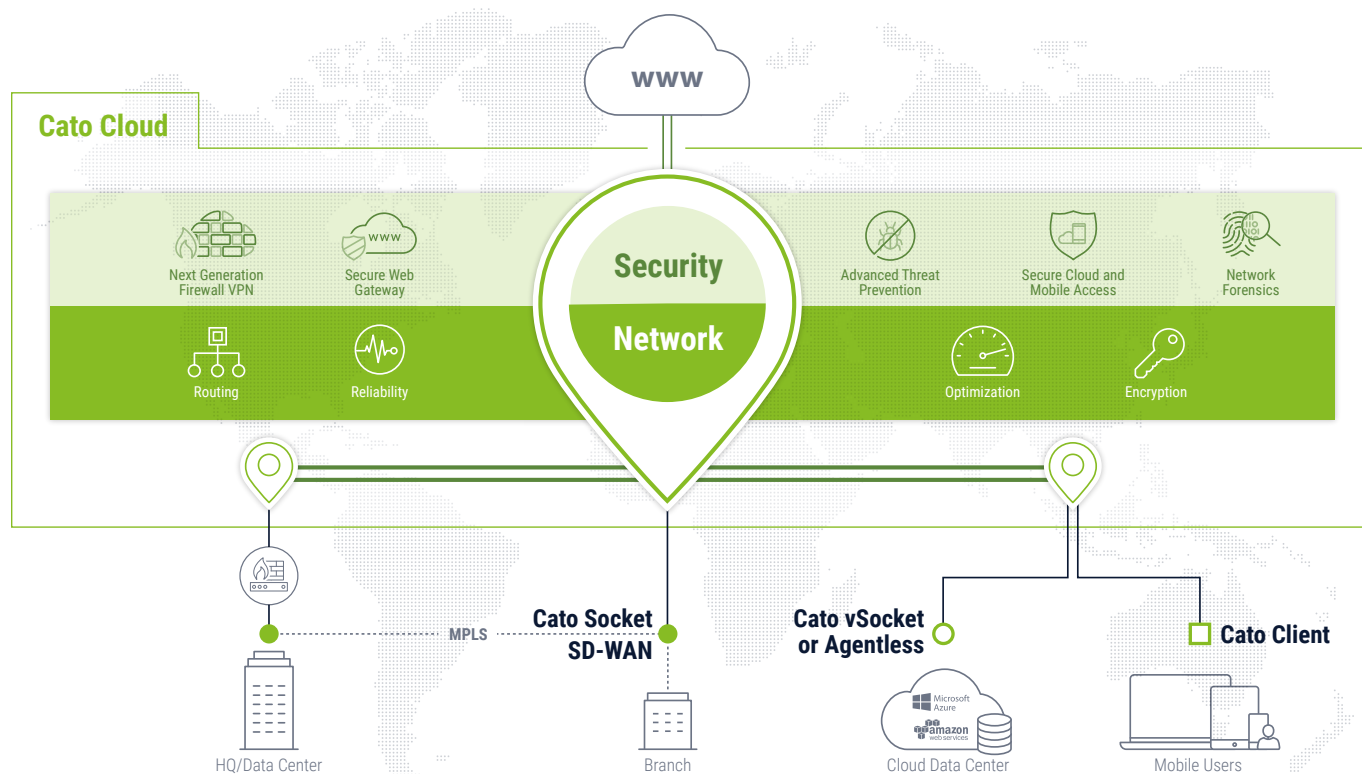 www
Cato Cloud
Next Generation
Firewall VPN
www
Secure Web
Gateway
Security
Advanced Threat
Prevention
Secure Cloud and
Mobile Access
Network
Forensics
Routing
Reliability
Network
Optimization
Encryption
MPLS
Cato Socket
SD-WAN
Cato vSocket
or Agentless
Cato Client
Microsoft
Azure
amazon
webservices
HQ/Data Center
Branch
Cloud Data Center
Mobile Users